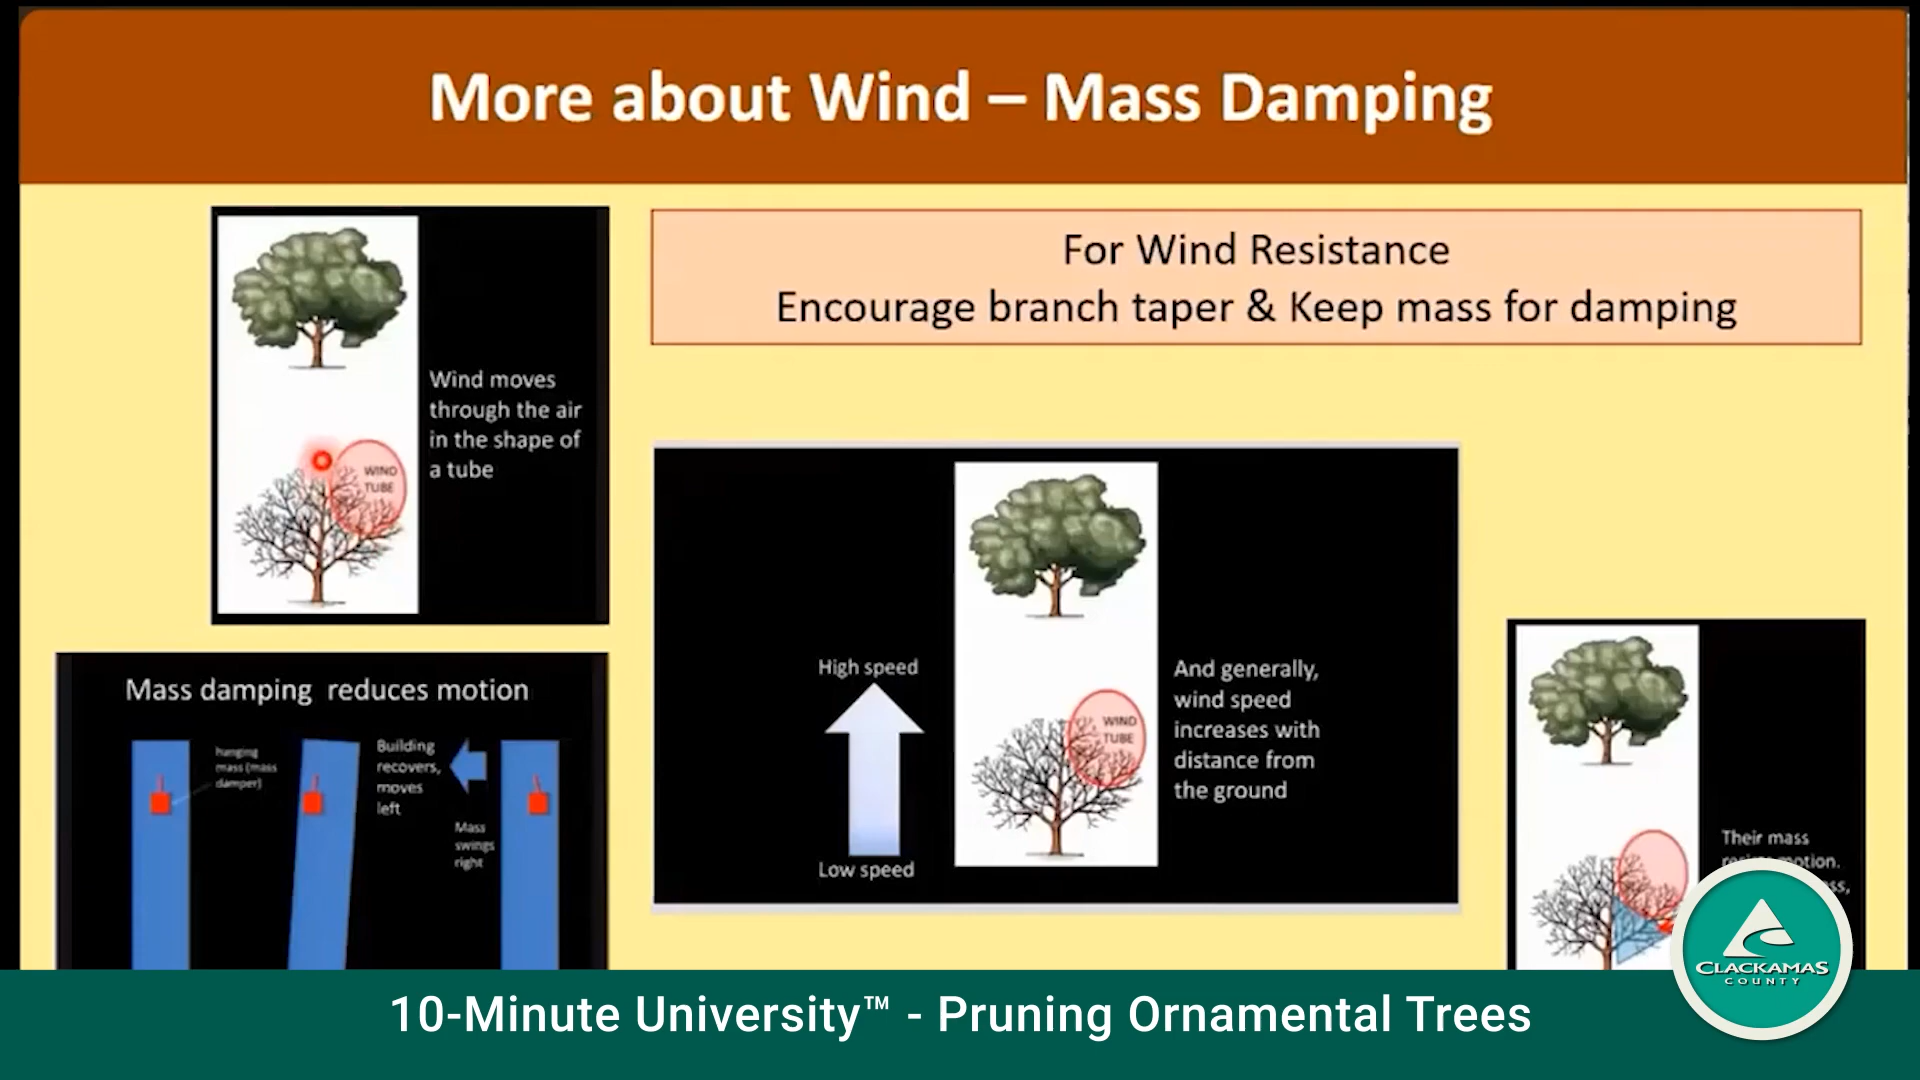 More about Wind – Mass Damping
For Wind Resistance
Encourage branch taper & Keep mass for damping
Wind moves
through the air
in the shape of
a tube
WIND
TUBE
Mass damping reduces motion
hanging
mass (mass
damper)
Building
recovers,
moves
left
Mass
swings
right
High speed
Low speed
WIND
TUBE
And generally,
wind speed
increases with
distance from
the ground
Their mass
motion.
10-Minute University™ - Pruning Ornamental Trees
CLACKAMAS
COUNTY